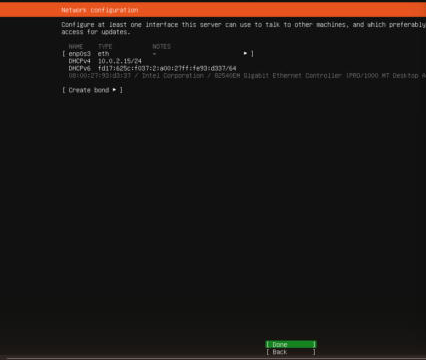 Network configuration
Configure at least one interface this server can use to talk to other machines, and which preferably
access for updates.
NAME TYPE NOTES
[ enp0s3 eth - ▸ ]
DHCPv4 10.0.2.15/24
DHCPv6 fd17:625c:f037:2:a00:27ff:fe93:d337/64
08:00:27:93:d3:37 / Intel Corporation / 82540EM Gigabit Ethernet Controller (PRO/1000 MT Desktop A
[ Create bond ▸ ]
[ Done ]
[ Back ]